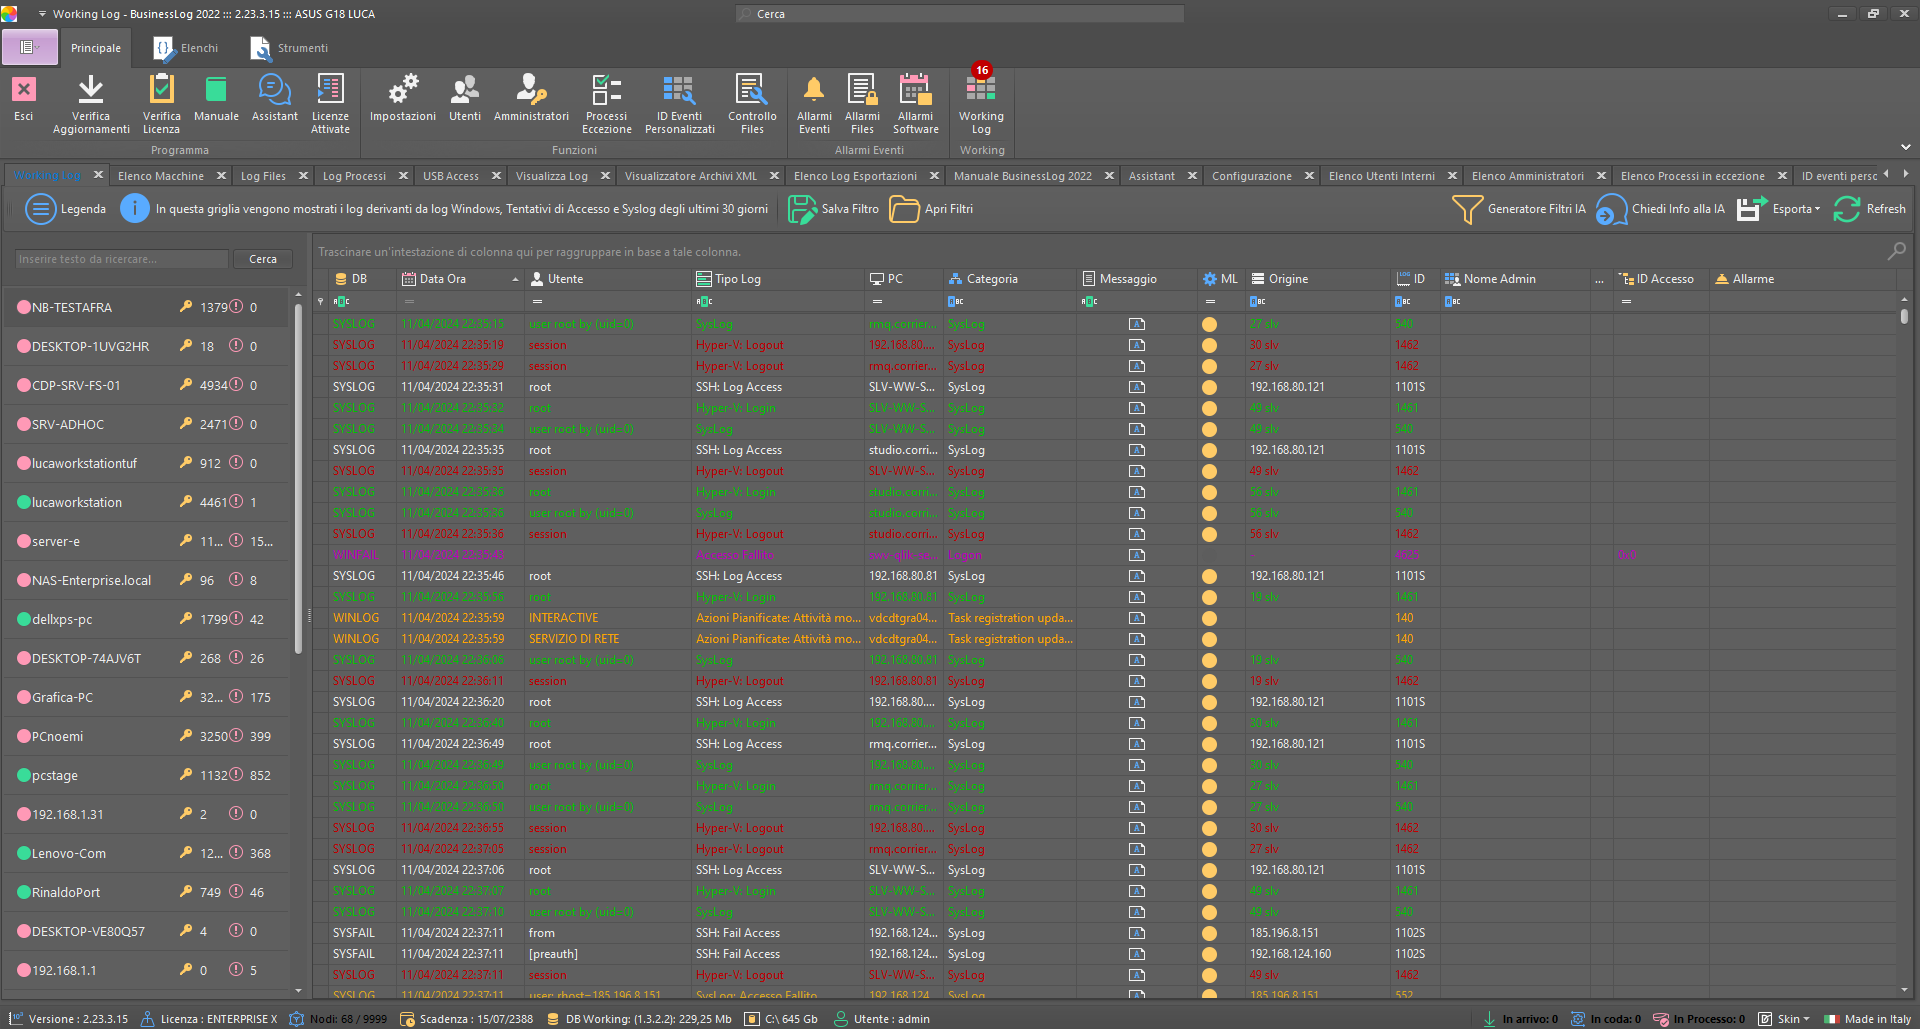 Working Log - BusinessLog 2022 ::: 2.23.3.15 ::: ASUS G18 LUCA
Cerca
Principale Elenchi Strumenti
Esci Verifica Aggiornamenti Verifica Licenza Manuale Assistant Licenze Attivate Impostazioni Utenti Amministratori Processi Eccezione ID Eventi Personalizzati Controllo Files Allarmi Eventi Allarmi Files Allarmi Software Working Log 16
Programma Funzioni Allarmi Eventi Working
Working Log Elenco Macchine Log Files Log Processi USB Access Visualizza Log Visualizzatore Archivi XML Elenco Log Esportazioni Manuale BusinessLog 2022 Assistant Configurazione Elenco Utenti Interni Elenco Amministratori Elenco Processi in eccezione ID eventi persc
Legenda In questa griglia vengono mostrati i log derivanti da log Windows, Tentativi di Accesso e Syslog degli ultimi 30 giorni Salva Filtro Apri Filtri Generatore Filtri IA Chiedi Info alla IA Esporta Refresh
Inserire testo da ricercare... Cerca
NB-TESTAFRA 1379 0
DESKTOP-1UVG2HR 18 0
CDP-SRV-FS-01 4934 0
SRV-ADHOC 2471 0
lucaworkstationtuf 912 0
lucaworkstation 4461 1
server-e 11... 15...
NAS-Enterprise.local 96 8
dellxps-pc 1799 42
DESKTOP-74AJV6T 268 26
Grafica-PC 32... 175
PCnoemi 3250 399
pcstage 1132 852
192.168.1.31 2 0
Lenovo-Com 12... 368
RinaldoPort 749 46
DESKTOP-VE80Q57 4 0
192.168.1.1 0 5
Trascinare un'intestazione di colonna qui per raggruppare in base a tale colonna.
DB Data Ora Utente Tipo Log PC Categoria Messaggio ML Origine ID Nome Admin ... ID Accesso Allarme
SYSLOG 11/04/2024 22:35:15 user root by (uid=0) SysLog rmq.corrier... SysLog 27 slv 540
SYSLOG 11/04/2024 22:35:19 session Hyper-V: Logout 192.168.80.... SysLog 30 slv 1462
SYSLOG 11/04/2024 22:35:29 session Hyper-V: Logout rmq.corrier... SysLog 27 slv 1462
SYSLOG 11/04/2024 22:35:31 root SSH: Log Access SLV-WW-S... SysLog 192.168.80.121 1101S
SYSLOG 11/04/2024 22:35:32 root Hyper-V: Login SLV-WW-S... SysLog 49 slv 1461
SYSLOG 11/04/2024 22:35:34 user root by (uid=0) SysLog SLV-WW-S... SysLog 49 slv 540
SYSLOG 11/04/2024 22:35:35 root SSH: Log Access studio.corri... SysLog 192.168.80.121 1101S
SYSLOG 11/04/2024 22:35:35 session Hyper-V: Logout SLV-WW-S... SysLog 49 slv 1462
SYSLOG 11/04/2024 22:35:36 root Hyper-V: Login studio.corri... SysLog 56 slv 1461
SYSLOG 11/04/2024 22:35:36 user root by (uid=0) SysLog studio.corri... SysLog 56 slv 540
SYSLOG 11/04/2024 22:35:36 session Hyper-V: Logout studio.corri... SysLog 56 slv 1462
WINFAIL 11/04/2024 22:35:43 Accesso Fallito swv-qlik-se... Logon - 4625 0x0
SYSLOG 11/04/2024 22:35:46 root SSH: Log Access 192.168.80.81 SysLog 192.168.80.121 1101S
SYSLOG 11/04/2024 22:35:56 root Hyper-V: Login 192.168.80.81 SysLog 19 slv 1461
WINLOG 11/04/2024 22:35:59 INTERACTIVE Azioni Pianificate: Attività mo... vdcdtgra04... Task registration upda... 140
WINLOG 11/04/2024 22:35:59 SERVIZIO DI RETE Azioni Pianificate: Attività mo... vdcdtgra04... Task registration upda... 140
SYSLOG 11/04/2024 22:36:06 user root by (uid=0) SysLog 192.168.80.81 SysLog 19 slv 540
SYSLOG 11/04/2024 22:36:11 session Hyper-V: Logout 192.168.80.81 SysLog 19 slv 1462
SYSLOG 11/04/2024 22:36:20 root SSH: Log Access 192.168.80.... SysLog 192.168.80.121 1101S
SYSLOG 11/04/2024 22:36:40 root Hyper-V: Login 192.168.80.... SysLog 30 slv 1461
SYSLOG 11/04/2024 22:36:49 root SSH: Log Access rmq.corrier... SysLog 192.168.80.121 1101S
SYSLOG 11/04/2024 22:36:49 user root by (uid=0) SysLog 192.168.80.... SysLog 30 slv 540
SYSLOG 11/04/2024 22:36:50 root Hyper-V: Login rmq.corrier... SysLog 27 slv 1461
SYSLOG 11/04/2024 22:36:50 user root by (uid=0) SysLog rmq.corrier... SysLog 27 slv 540
SYSLOG 11/04/2024 22:36:55 session Hyper-V: Logout 192.168.80.... SysLog 30 slv 1462
SYSLOG 11/04/2024 22:37:05 session Hyper-V: Logout rmq.corrier... SysLog 27 slv 1462
SYSLOG 11/04/2024 22:37:06 root SSH: Log Access SLV-WW-S... SysLog 192.168.80.121 1101S
SYSLOG 11/04/2024 22:37:07 root Hyper-V: Login SLV-WW-S... SysLog 49 slv 1461
SYSLOG 11/04/2024 22:37:10 user root by (uid=0) SysLog SLV-WW-S... SysLog 49 slv 540
SYSFAIL 11/04/2024 22:37:11 from SSH: Fail Access 192.168.124... SysLog 185.196.8.151 1102S
SYSFAIL 11/04/2024 22:37:11 [preauth] SSH: Fail Access 192.168.124... SysLog 192.168.124.160 1102S
SYSLOG 11/04/2024 22:37:11 session Hyper-V: Logout SLV-WW-S... SysLog 49 slv 1462
SYSLOG 11/04/2024 22:37:11 user: rhost=185.196.8.151 SysLog: Accesso Fallito 192.168.124... SysLog 185.196.8.151 552
Versione : 2.23.3.15 Licenza : ENTERPRISE X Nodi: 68 / 9999 Scadenza : 15/07/2388 DB Working: (1.3.2.2): 229,25 Mb C:\ 645 Gb Utente : admin In arrivo: 0 In coda: 0 In Processo: 0 Skin Made in Italy